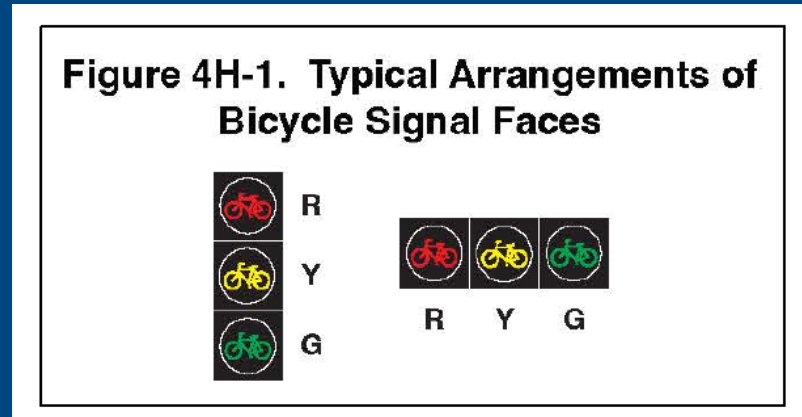 Figure 4H-1. Typical Arrangements of
Bicycle Signal Faces
R
Y
G
R Y G